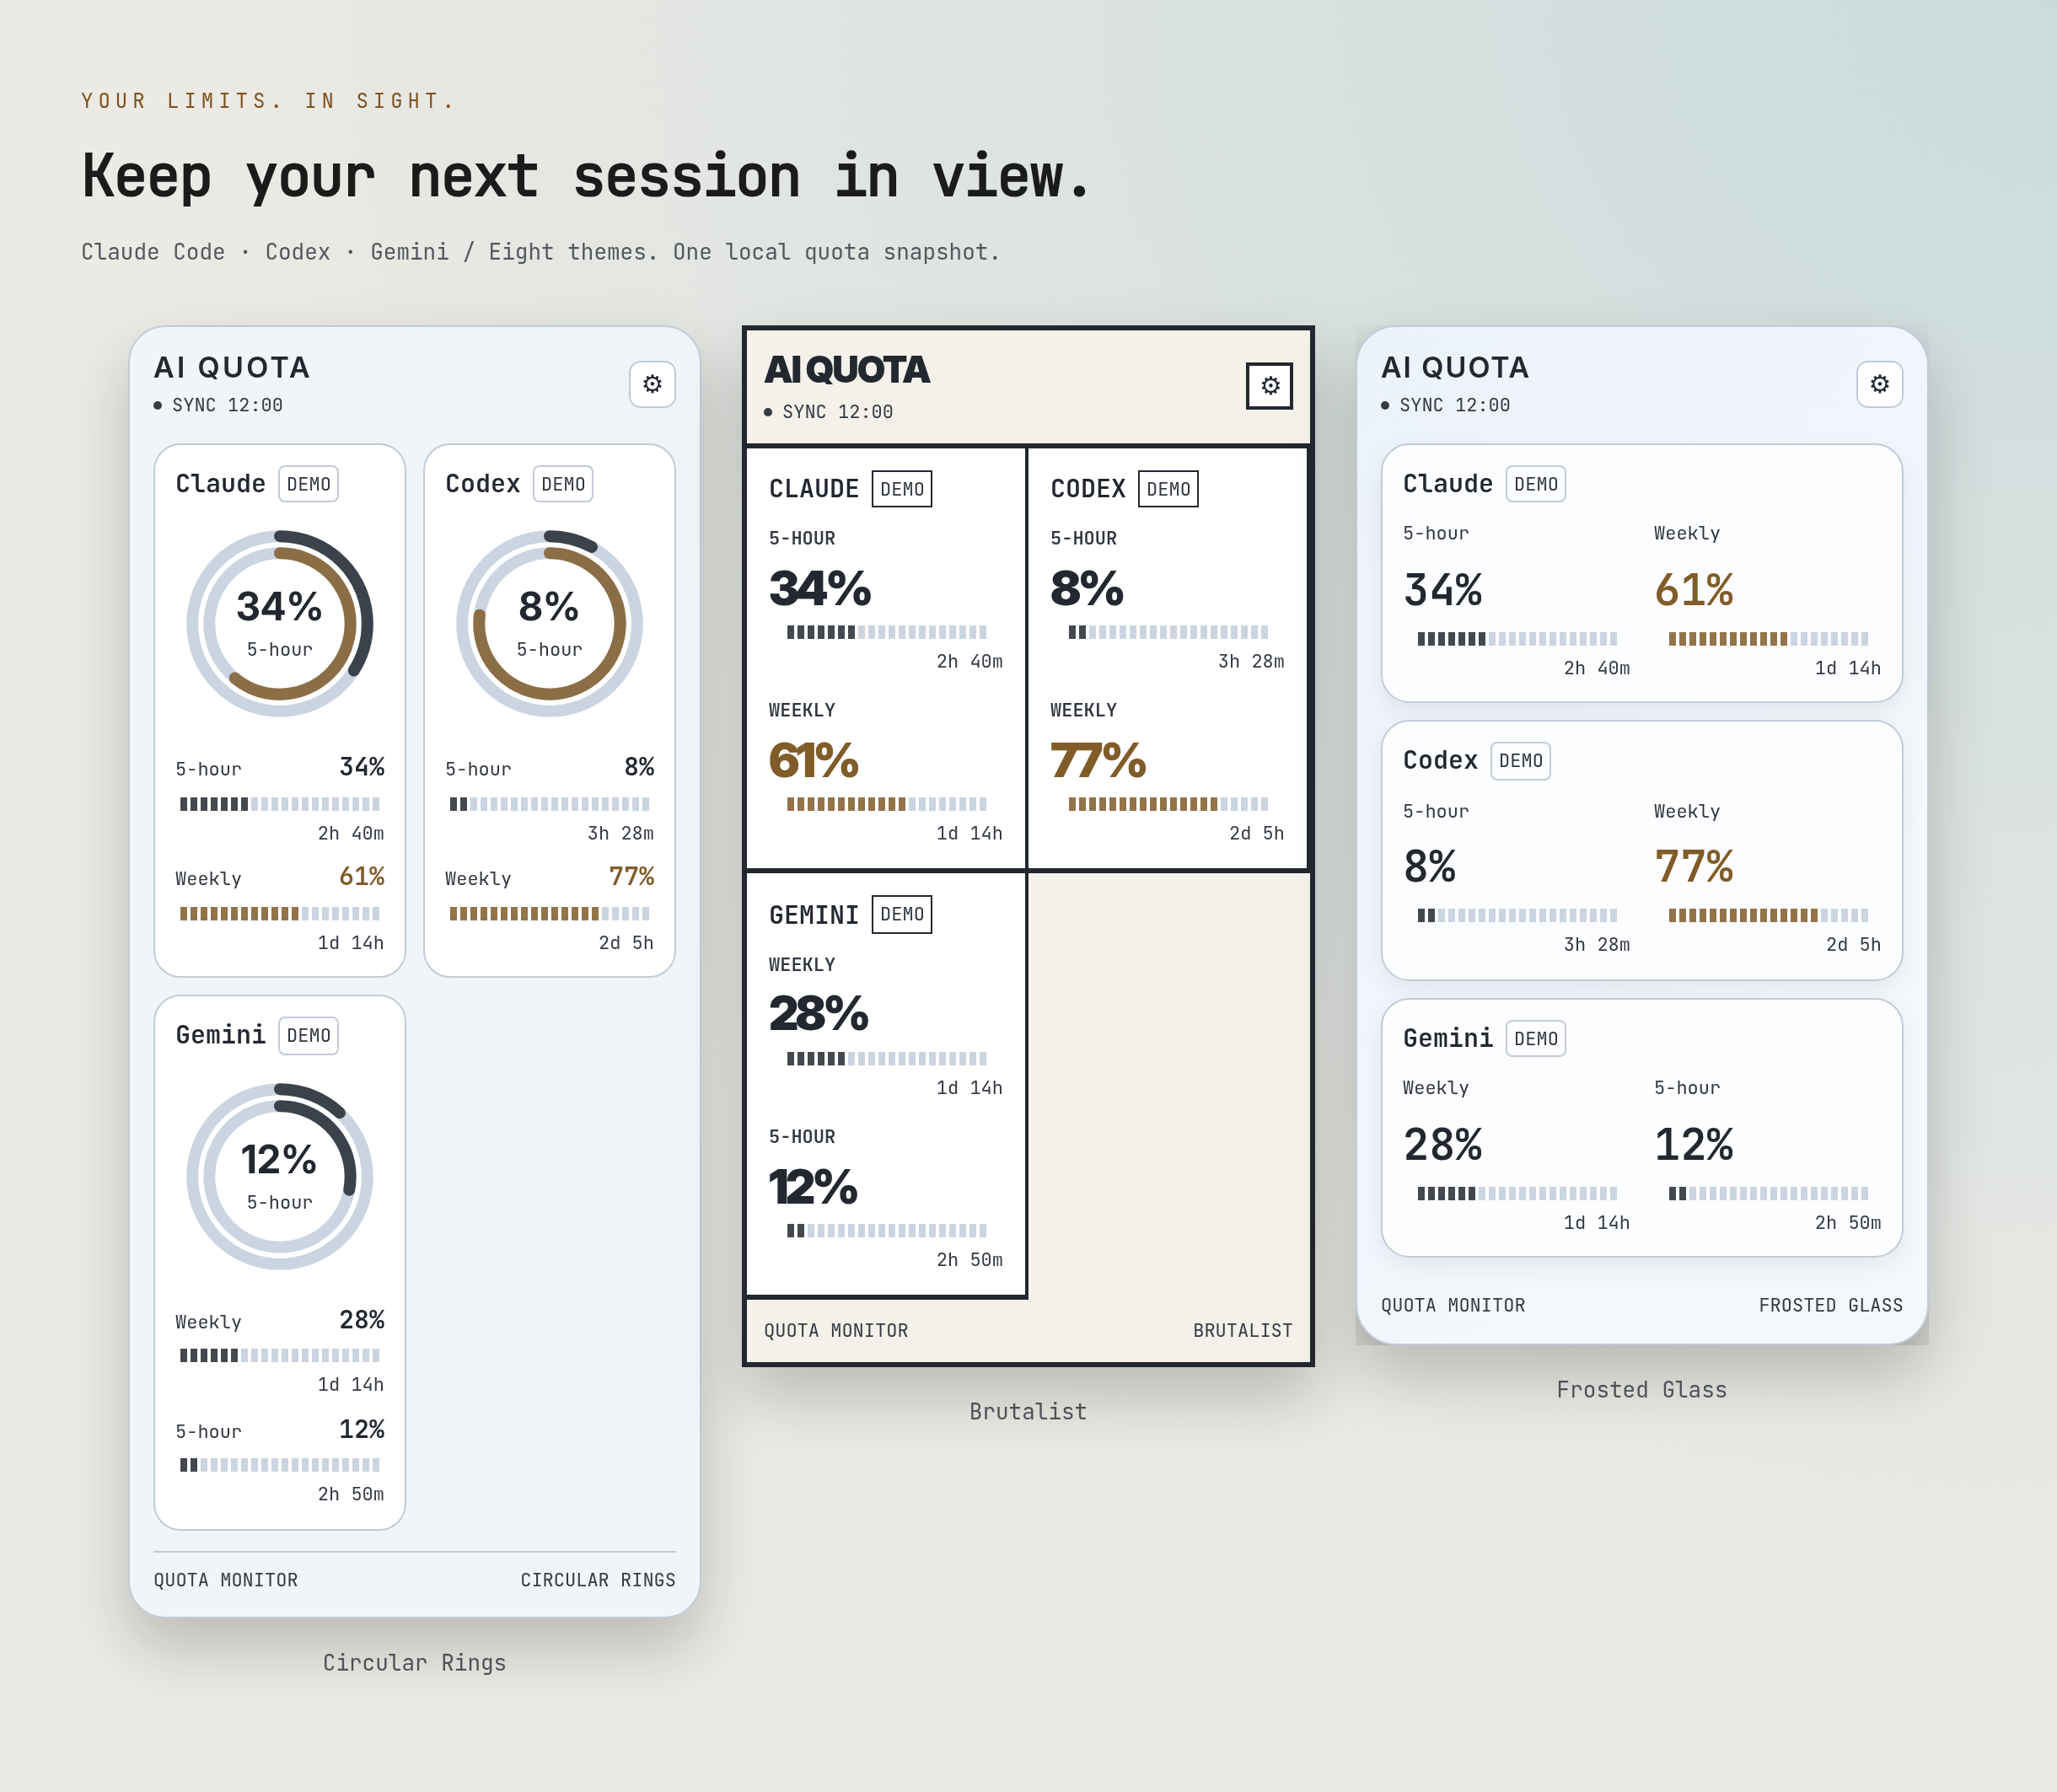 YOUR LIMITS. IN SIGHT.
Keep your next session in view.
Claude Code · Codex · Gemini / Eight themes. One local quota snapshot.
AI QUOTA
SYNC 12:00
⚙
Claude DEMO
34%
5-hour
5-hour 34%
2h 40m
Weekly 61%
1d 14h
Codex DEMO
8%
5-hour
5-hour 8%
3h 28m
Weekly 77%
2d 5h
Gemini DEMO
12%
5-hour
Weekly 28%
1d 14h
5-hour 12%
2h 50m
QUOTA MONITOR CIRCULAR RINGS
Circular Rings
AI QUOTA
SYNC 12:00
⚙
CLAUDE DEMO
5-HOUR
34%
2h 40m
WEEKLY
61%
1d 14h
CODEX DEMO
5-HOUR
8%
3h 28m
WEEKLY
77%
2d 5h
GEMINI DEMO
WEEKLY
28%
1d 14h
5-HOUR
12%
2h 50m
QUOTA MONITOR BRUTALIST
Brutalist
AI QUOTA
SYNC 12:00
⚙
Claude DEMO
5-hour Weekly
34% 61%
2h 40m 1d 14h
Codex DEMO
5-hour Weekly
8% 77%
3h 28m 2d 5h
Gemini DEMO
Weekly 5-hour
28% 12%
1d 14h 2h 50m
QUOTA MONITOR FROSTED GLASS
Frosted Glass